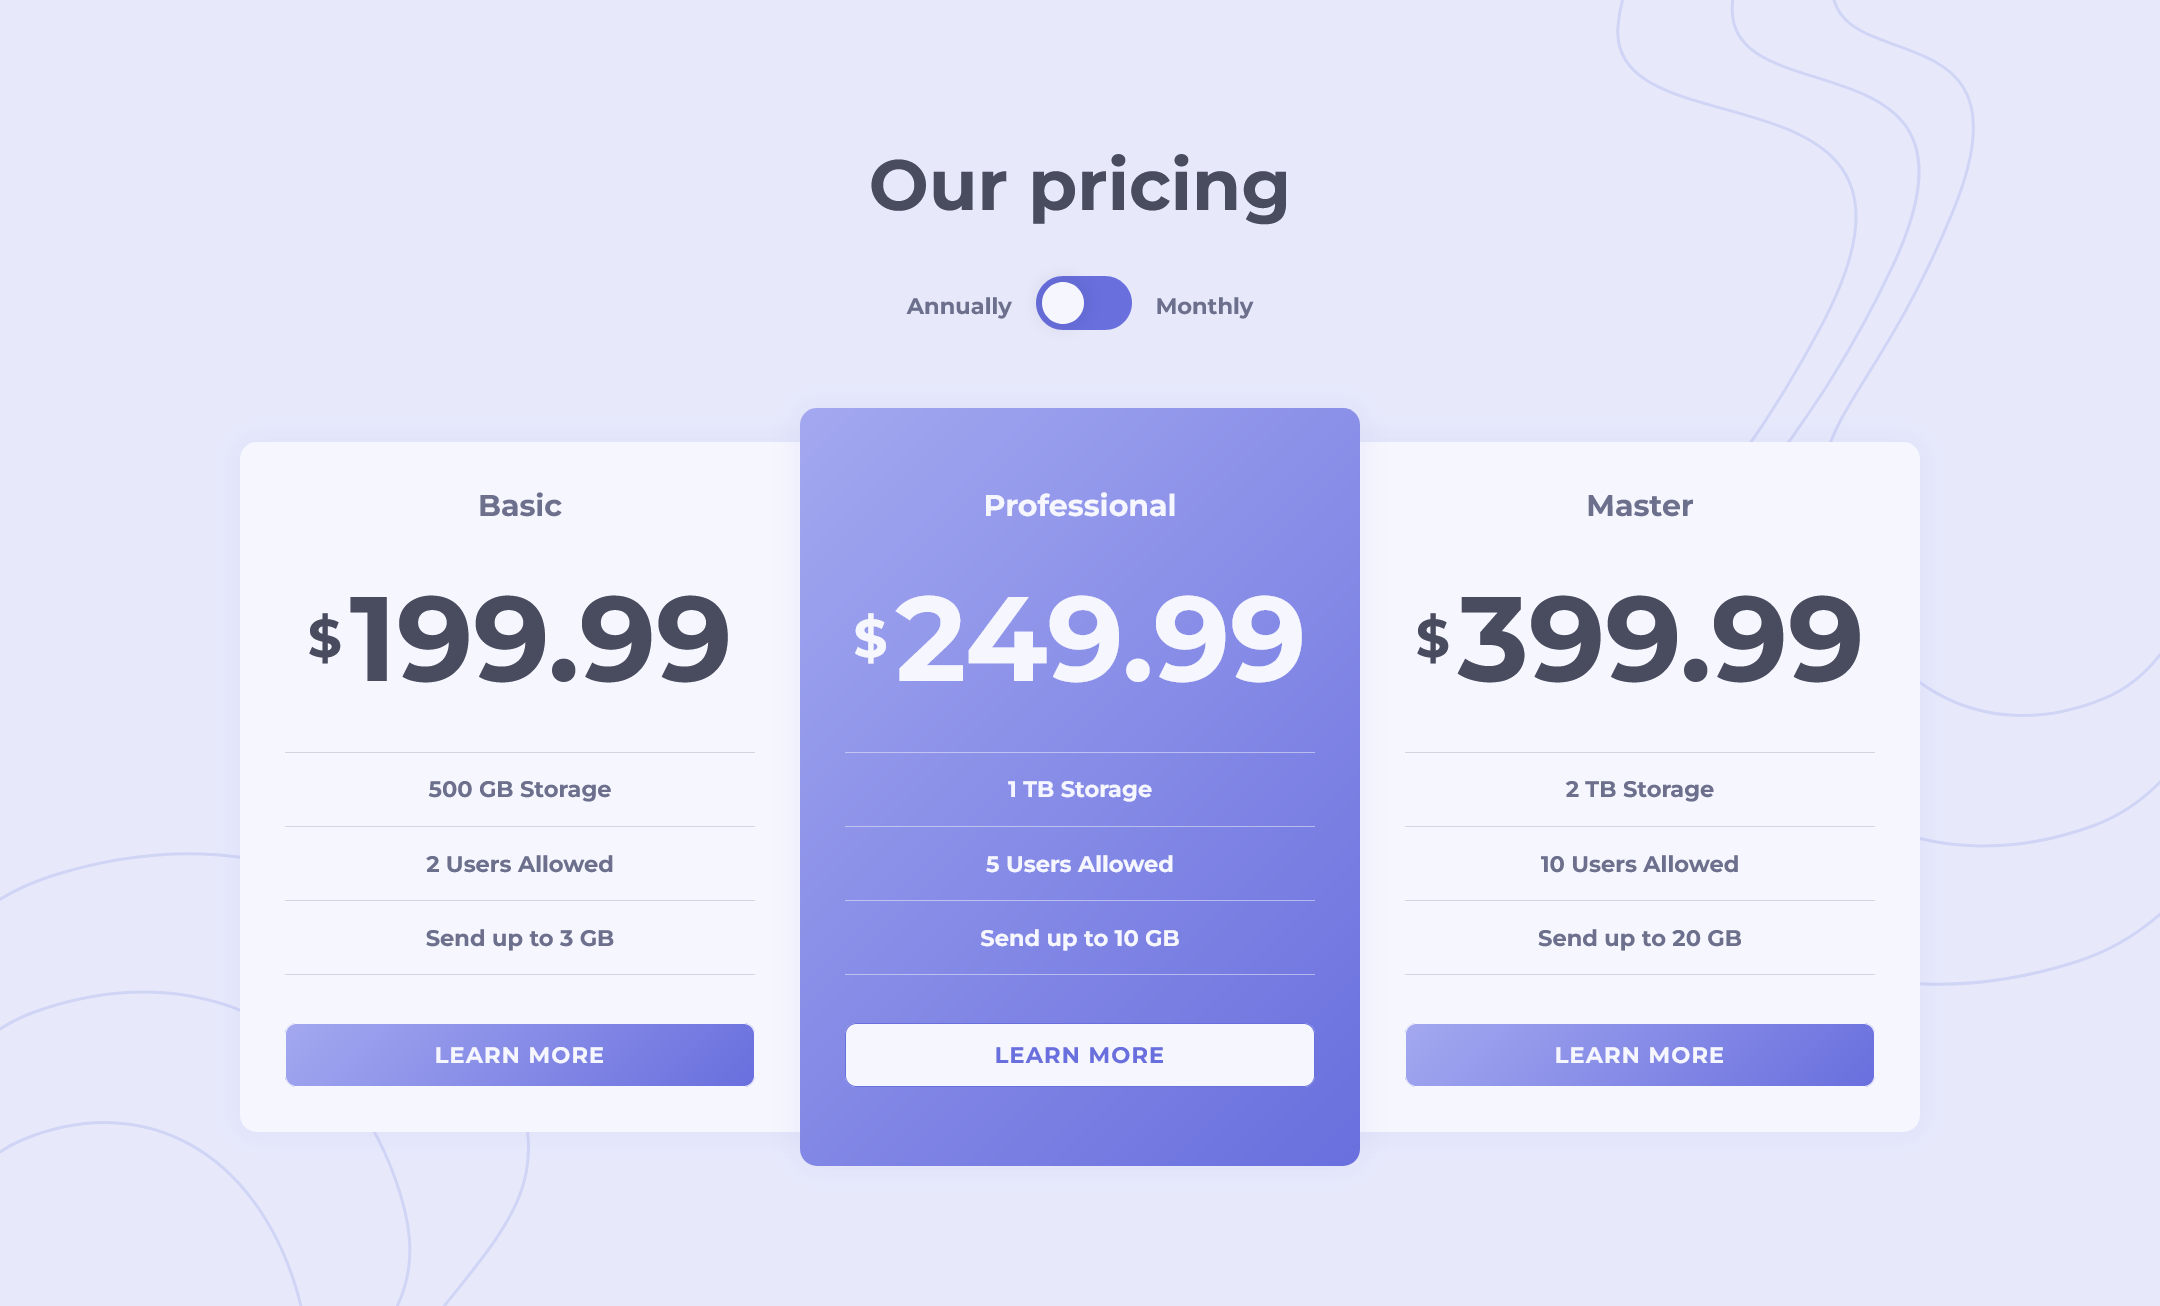 Our pricing
Annually
Monthly
Basic
$199.99
500 GB Storage
2 Users Allowed
Send up to 3 GB
LEARN MORE
Professional
$249.99
1 TB Storage
5 Users Allowed
Send up to 10 GB
LEARN MORE
Master
$399.99
2 TB Storage
10 Users Allowed
Send up to 20 GB
LEARN MORE